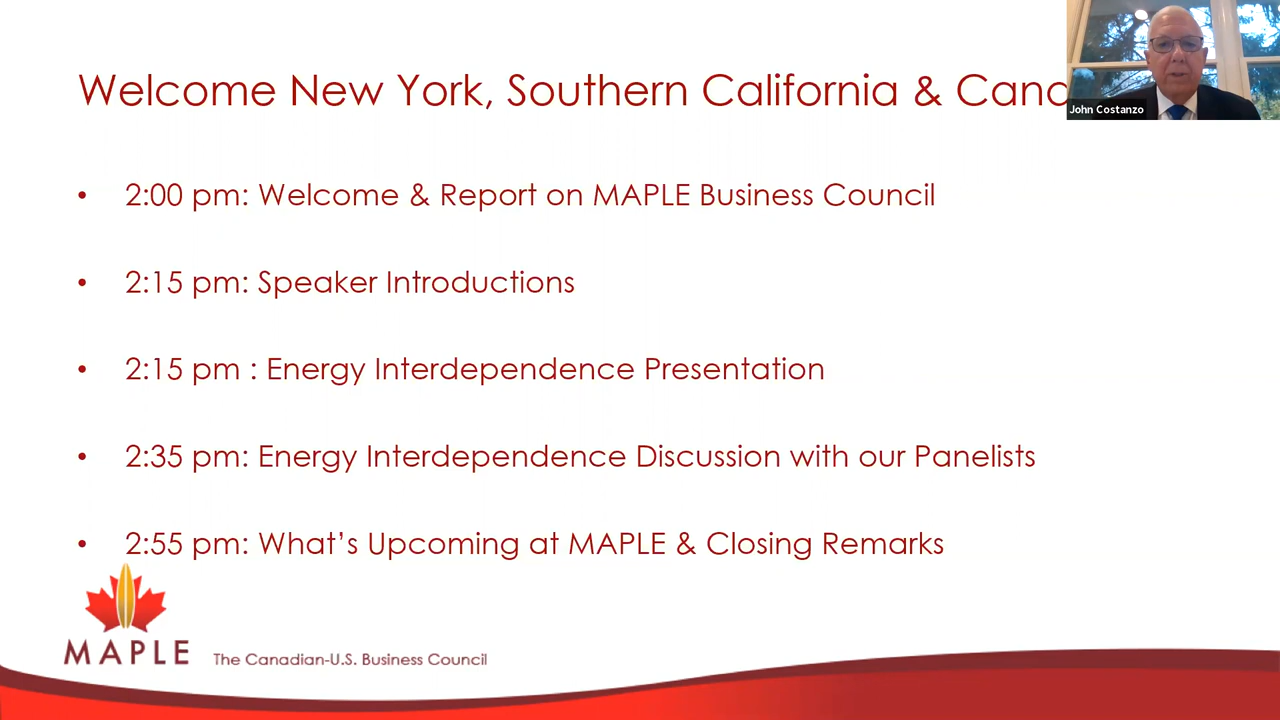 Welcome New York, Southern California &
John Costanzo
• 2:00 pm: Welcome & Report on MAPLE Business Council
• 2:15 pm: Speaker Introductions
• 2:15 pm : Energy Interdependence Presentation
• 2:35 pm: Energy Interdependence Discussion with our Panelists
• 2:55 pm: What's Upcoming at MAPLE & Closing Remarks
MAPLE The Canadian-U.S. Business Council